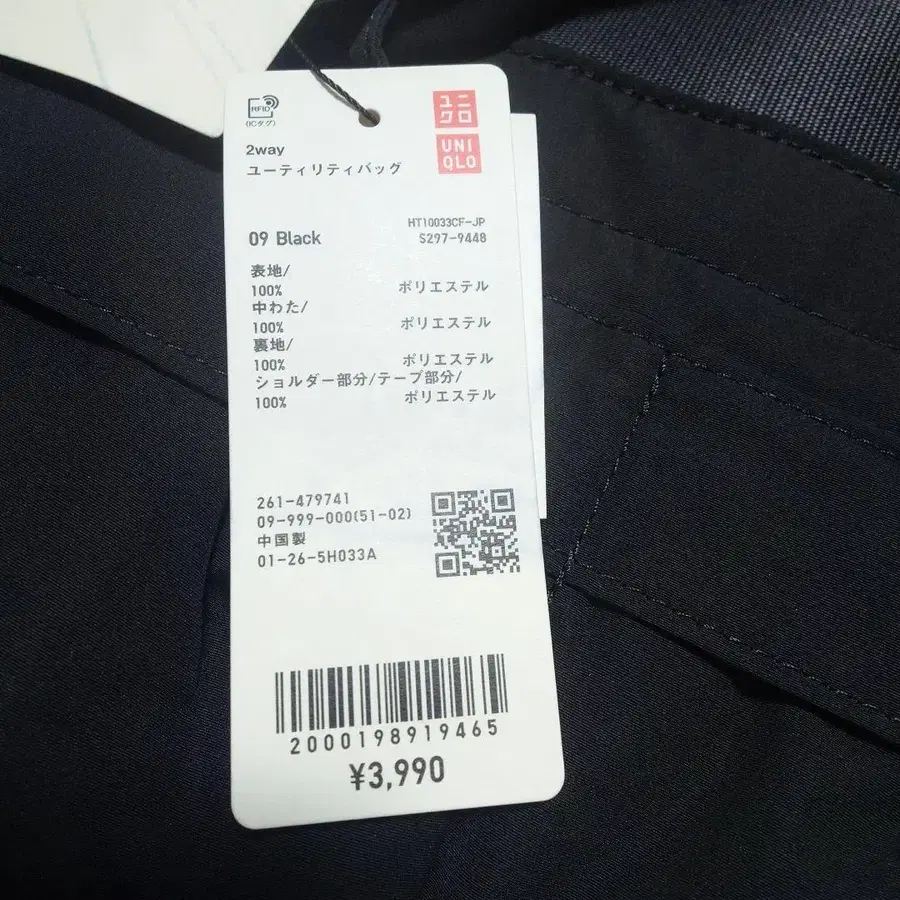 RFID
(ICタグ)
ユニ
クロ
UNI
QLO
2way
ユーティリティバッグ
HT10033CF-JP
09 Black
S297-9448
表地/
100% ポリエステル
中わた/
100% ポリエステル
裏地/
100% ポリエステル
ショルダー部分/テープ部分/
100% ポリエステル
261-479741
09-999-000(51-02)
中国製
01-26-5H033A
2000198919465
¥3,990